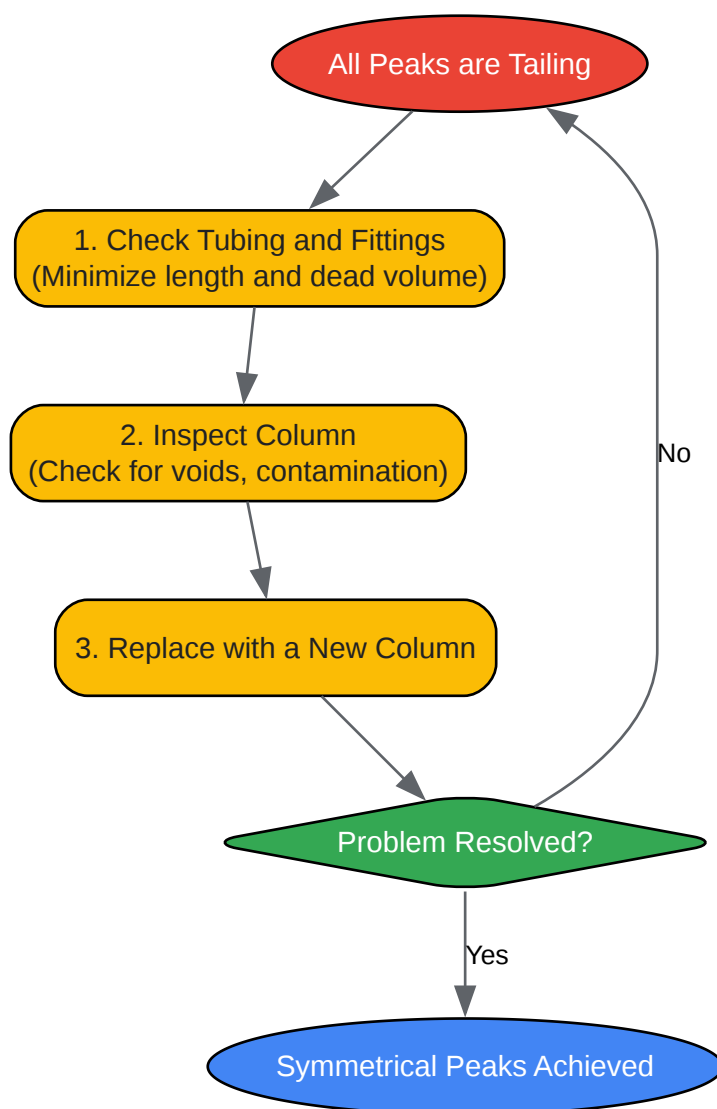 All Peaks are Tailing
1. Check Tubing and Fittings
(Minimize length and dead volume)
2. Inspect Column
(Check for voids, contamination)
No
3. Replace with a New Column
Problem Resolved?
Yes
Symmetrical Peaks Achieved